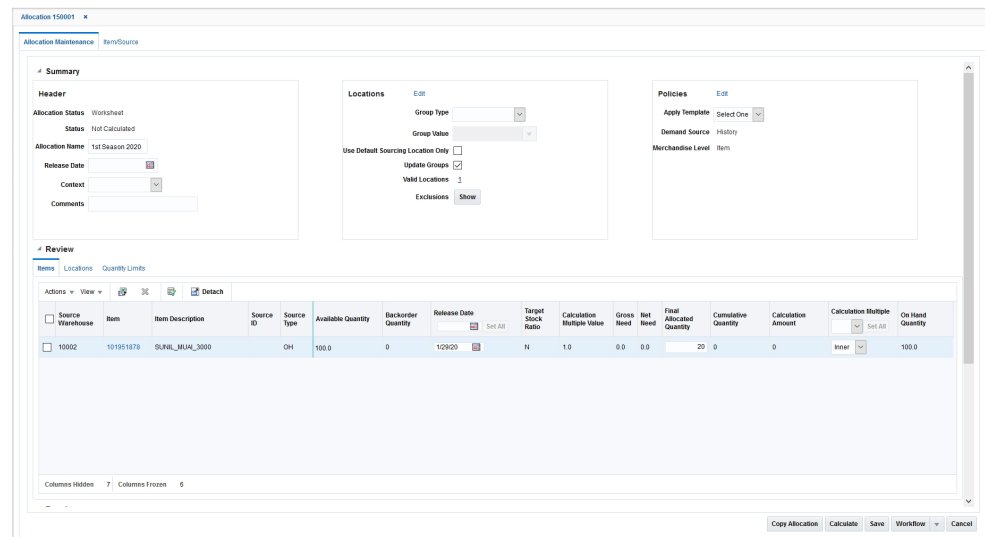 Allocation 150001 ×
Allocation Maintenance Item/Source
Summary
Header
Allocation Status Worksheet
Status Not Calculated
Allocation Name 1st Season 2020
Release Date
Context
Comments
Locations Edit
Group Type
Group Value
Use Default Sourcing Location Only
Update Groups
Valid Locations 1
Exclusions Show
Policies Edit
Apply Template Select One
Demand Source History
Merchandise Level Item
Review
Items Locations Quantity Limits
Actions View Detach
Source Warehouse Item Item Description Source ID Source Type Available Quantity Backorder Quantity Release Date Set All Target Stock Ratio Calculation Multiple Value Gross Need Net Need Final Allocated Quantity Cumulative Quantity Calculation Amount Calculation Multiple Set All On Hand Quantity
10002 101951878 SUNIL_MUAI_3000 OH 100.0 0 1/29/20 N 1.0 0.0 0.0 20 0 0 Inner 100.0
Columns Hidden 7 Columns Frozen 6
Copy Allocation Calculate Save Workflow Cancel